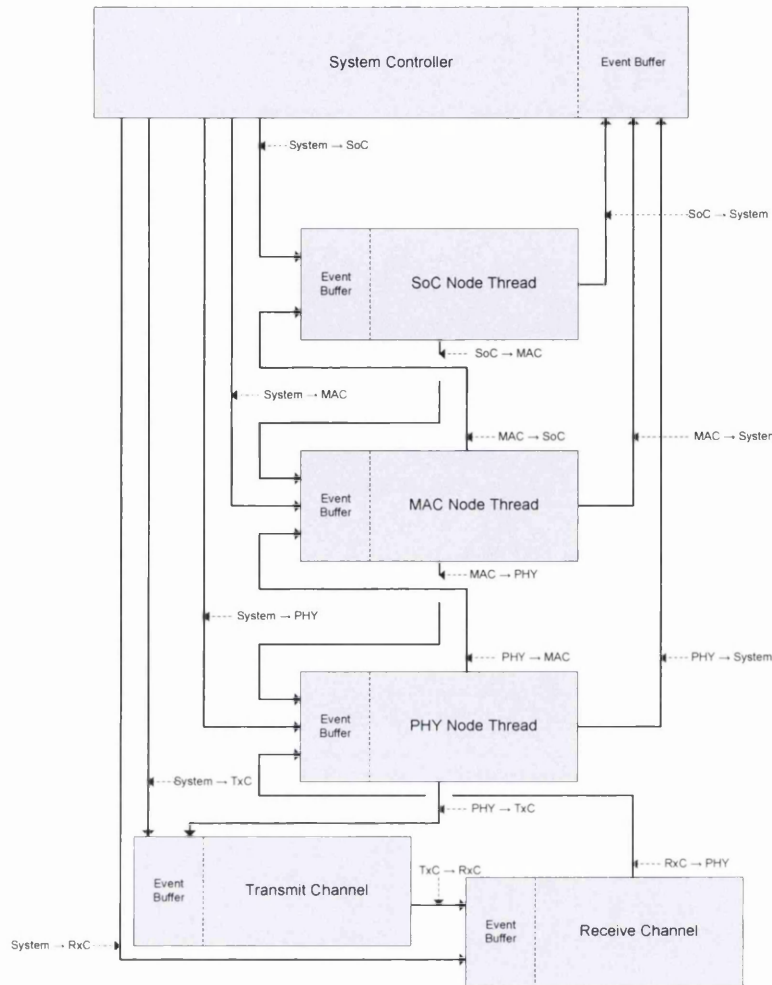 System Controller
Event Buffer
System → SoC
SoC → System
Event
Buffer
SoC Node Thread
SoC → MAC
System → MAC
MAC → SoC
MAC → System
Event
Buffer
MAC Node Thread
MAC → PHY
System → PHY
PHY → MAC
PHY → System
Event
Buffer
PHY Node Thread
System → TxC
PHY → TxC
Event
Buffer
Transmit Channel
TxC → RxC
RxC → PHY
Event
Buffer
Receive Channel
System → RxC